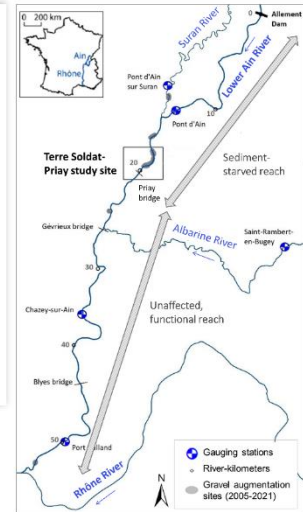 0 200 km
Ain
Rhône
0
Allement
Dam
Suran River
Lower Ain River
Pont d'Ain
sur Suran
10
Pont d'Ain
Terre Soldat-
Priay study site
20
Priay
bridge
Sediment-
starved reach
Gévrieux bridge
Albarine River
Saint-Rambert-
en-Bugey
30
Unaffected,
functional reach
Chazey-sur-Ain
40
Blyes bridge
50
Port Galland
Rhône River
N
Gauging stations
River-kilometers
Gravel augmentation
sites (2005-2021)